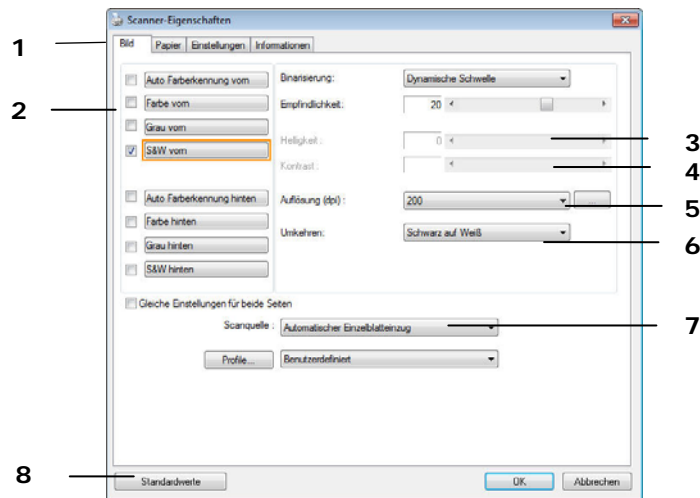 Scanner-Eigenschaften
1
Bild Papier Einstellungen Informationen
Auto Farberkennung vorn Binarisierung: Dynamische Schwelle
2
Farbe vorn Empfindlichkeit: 20
Grau vorn
S&W vorn Helligkeit : 0 3
Kontrast : 4
Auto Farberkennung hinten Auflösung (dpi) : 200 ... 5
Farbe hinten Umkehren: Schwarz auf Weiß 6
Grau hinten
S&W hinten
Gleiche Einstellungen für beide Seiten
Scanquelle : Automatischer Einzelblatteinzug 7
Profile... Benutzerdefiniert
8 Standardwerte OK Abbrechen